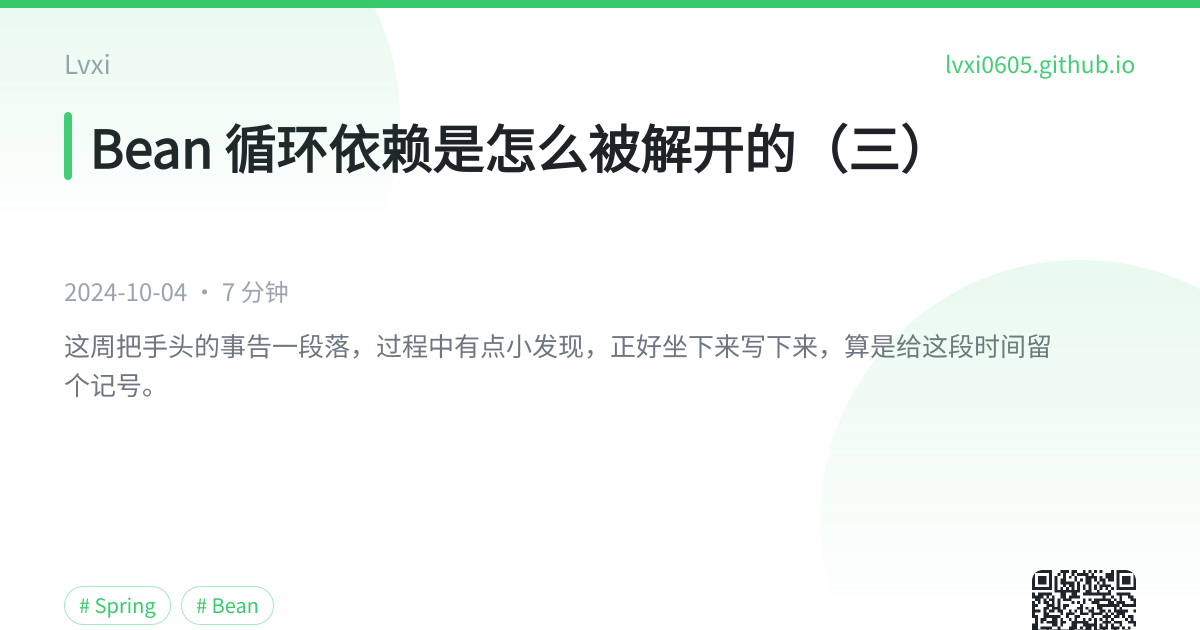 Lvxi
lvxi0605.github.io
Bean 循环依赖是怎么被解开的（三）
2024-10-04 · 7 分钟
这周把手头的事告一段落，过程中有点小发现，正好坐下来写下来，算是给这段时间留
个记号。
# Spring
# Bean